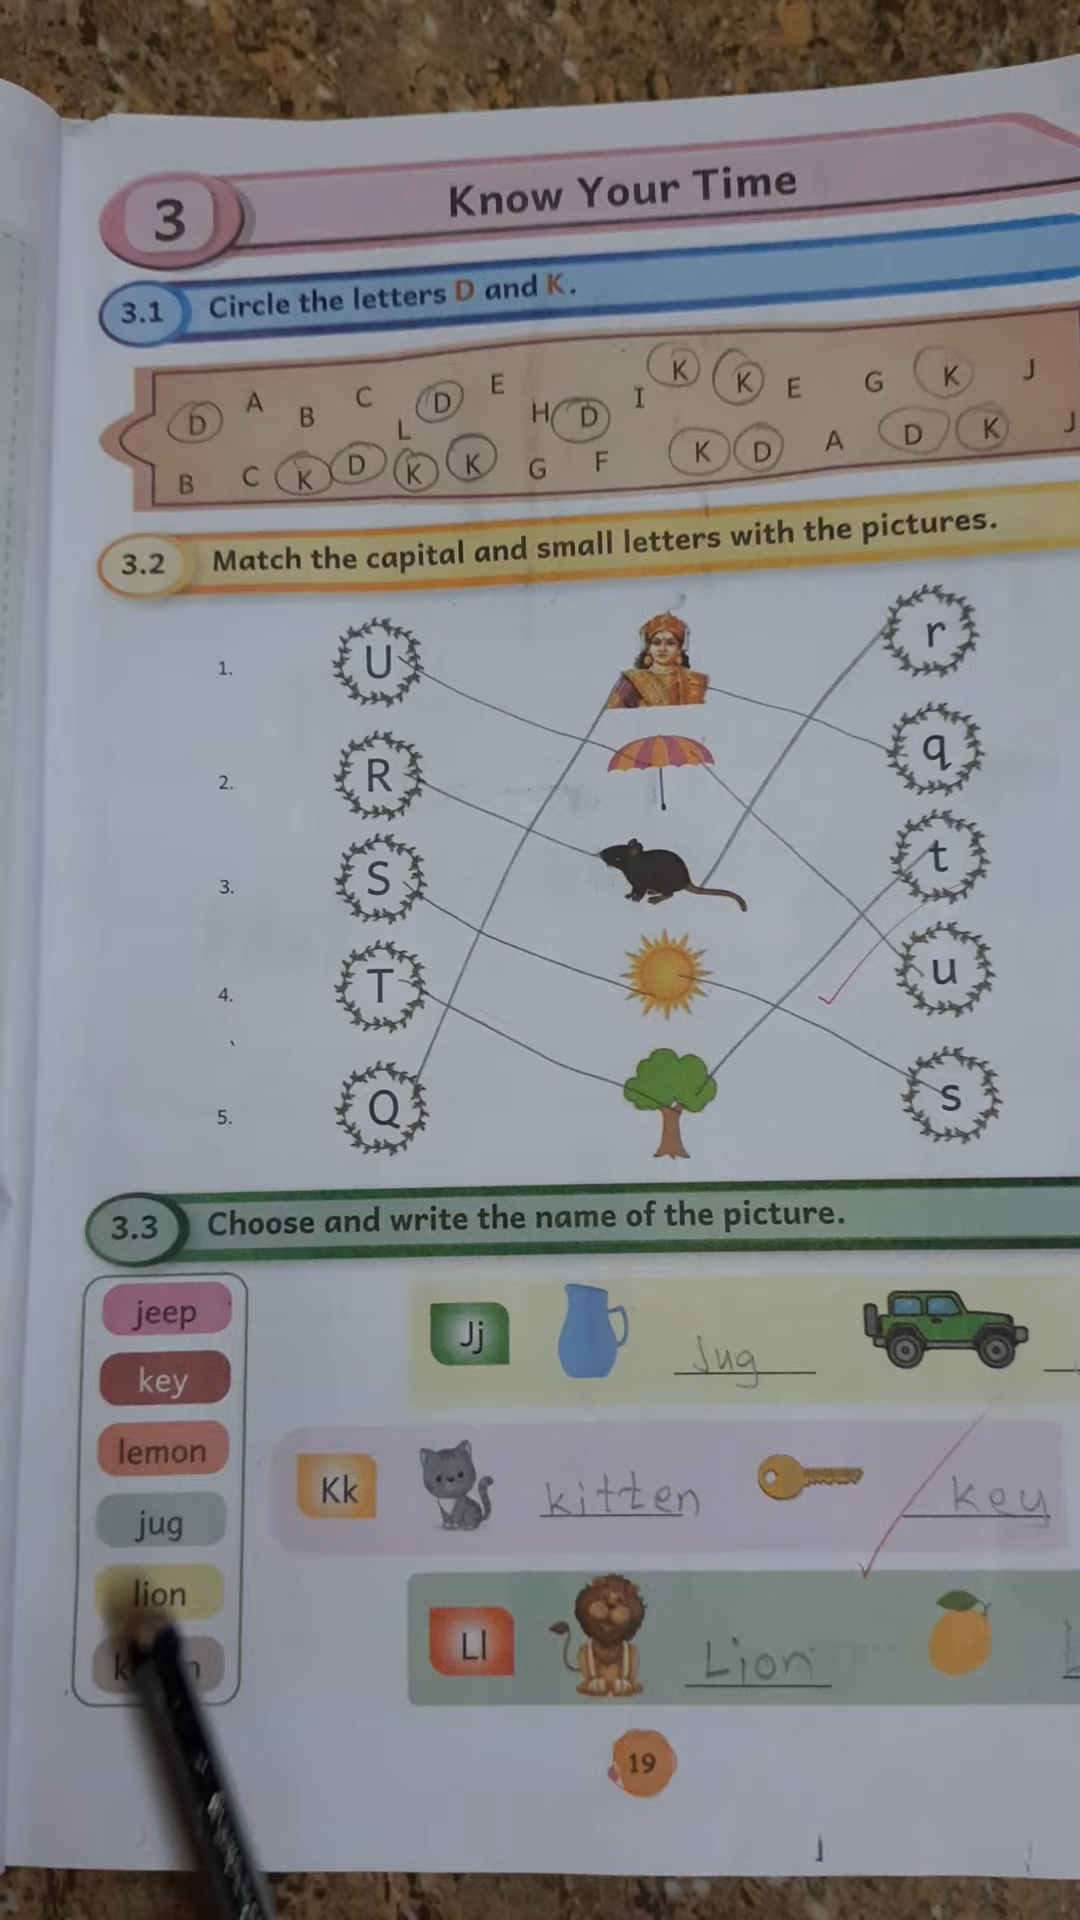 3 Know Your Time
3.1 Circle the letters D and K.
D A B C L D E H D I K K E G K J
B C K D K K G F K D A D K J
3.2 Match the capital and small letters with the pictures.
1. U r
2. R q
3. S t
4. T u
5. Q s
3.3 Choose and write the name of the picture.
jeep
key
lemon
jug
lion
Jj jug
Kk kitten key
Ll Lion
19